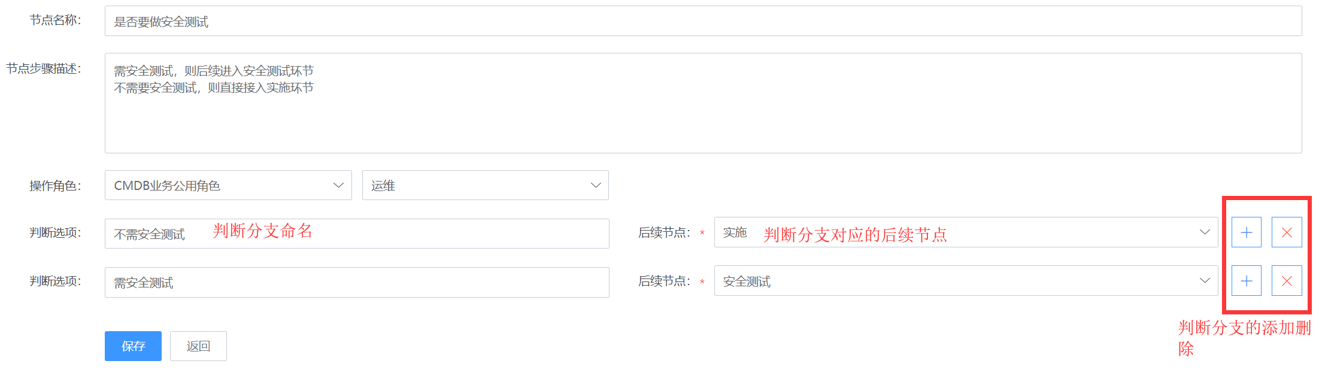 节点名称：
是否要做安全测试
节点步骤描述：
需安全测试，则后续进入安全测试环节
不需要安全测试，则直接接入实施环节
操作角色：
CMDB业务公用角色
运维
判断选项：
不需安全测试
判断分支命名
后续节点：*
实施
判断分支对应的后续节点
判断选项：
需安全测试
后续节点：*
安全测试
判断分支的添加删
除
保存
返回